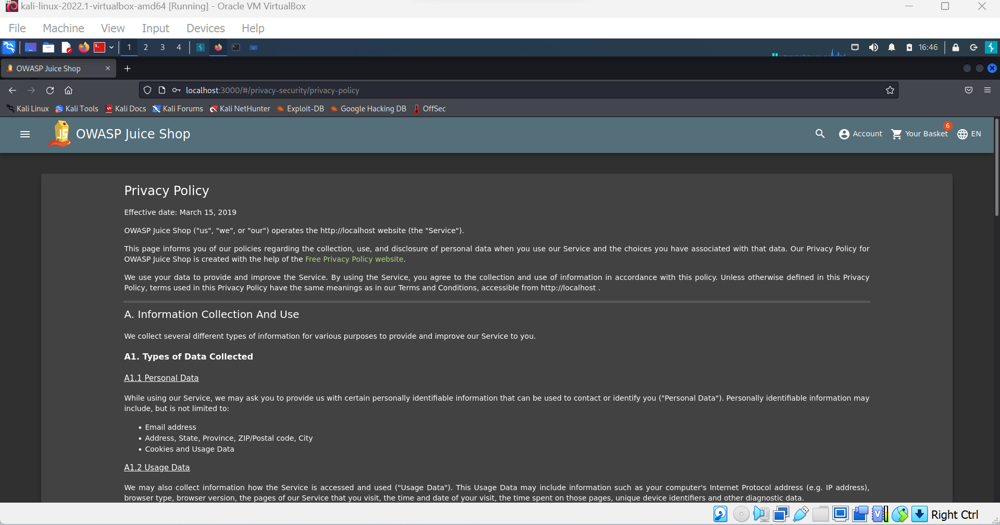 kali-linux-2022.1-virtualbox-amd64 [Running] - Oracle VM VirtualBox
File Machine View Input Devices Help
1 2 3 4 16:46
OWASP Juice Shop
localhost:3000/#/privacy-security/privacy-policy
Kali Linux Kali Tools Kali Docs Kali Forums Kali NetHunter Exploit-DB Google Hacking DB OffSec
OWASP Juice Shop Account Your Basket 6 EN
Privacy Policy
Effective date: March 15, 2019
OWASP Juice Shop ("us", "we", or "our") operates the http://localhost website (the "Service").
This page informs you of our policies regarding the collection, use, and disclosure of personal data when you use our Service and the choices you have associated with that data. Our Privacy Policy for
OWASP Juice Shop is created with the help of the Free Privacy Policy website.
We use your data to provide and improve the Service. By using the Service, you agree to the collection and use of information in accordance with this policy. Unless otherwise defined in this Privacy
Policy, terms used in this Privacy Policy have the same meanings as in our Terms and Conditions, accessible from http://localhost .
A. Information Collection And Use
We collect several different types of information for various purposes to provide and improve our Service to you.
A1. Types of Data Collected
A1.1 Personal Data
While using our Service, we may ask you to provide us with certain personally identifiable information that can be used to contact or identify you ("Personal Data"). Personally identifiable information may
include, but is not limited to:
• Email address
• Address, State, Province, ZIP/Postal code, City
• Cookies and Usage Data
A1.2 Usage Data
We may also collect information how the Service is accessed and used ("Usage Data"). This Usage Data may include information such as your computer's Internet Protocol address (e.g. IP address),
browser type, browser version, the pages of our Service that you visit, the time and date of your visit, the time spent on those pages, unique device identifiers and other diagnostic data.
Right Ctrl